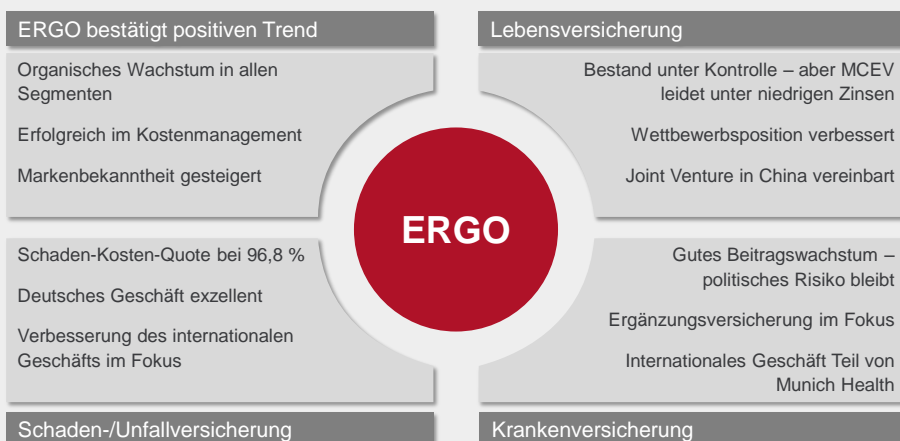 ERGO bestätigt positiven Trend
Organisches Wachstum in allen
Segmenten
Erfolgreich im Kostenmanagement
Markenbekanntheit gesteigert
Lebensversicherung
Bestand unter Kontrolle – aber MCEV
leidet unter niedrigen Zinsen
Wettbewerbsposition verbessert
Joint Venture in China vereinbart
ERGO
Schaden-Kosten-Quote bei 96,8 %
Deutsches Geschäft exzellent
Verbesserung des internationalen
Geschäfts im Fokus
Schaden-/Unfallversicherung
Gutes Beitragswachstum –
politisches Risiko bleibt
Ergänzungsversicherung im Fokus
Internationales Geschäft Teil von
Munich Health
Krankenversicherung